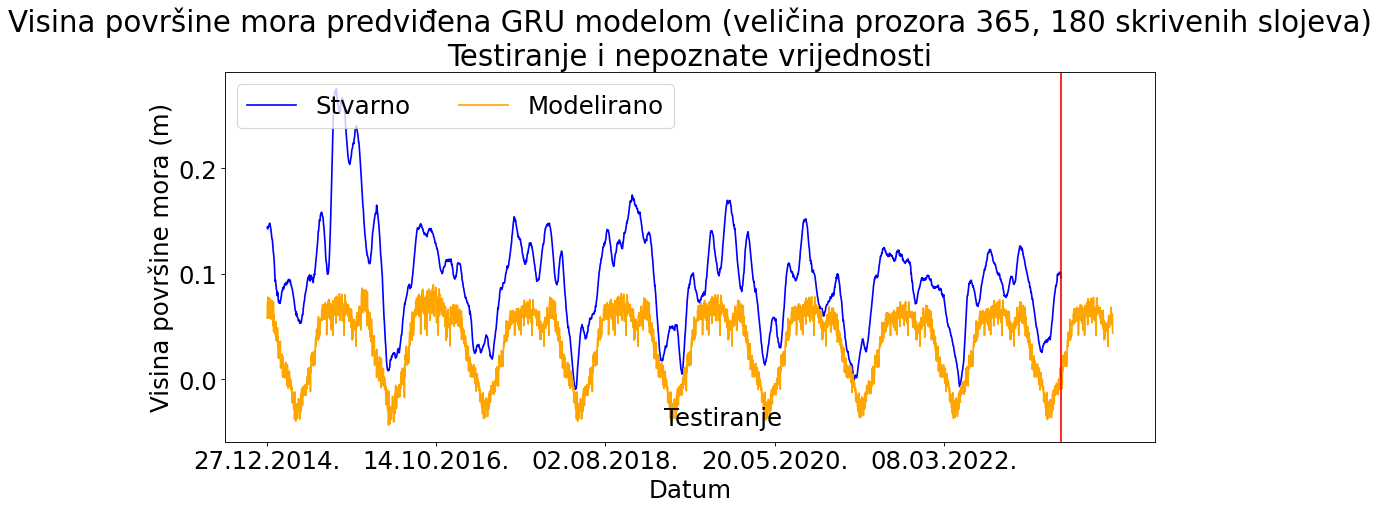 Visina površine mora predviđena GRU modelom (veličina prozora 365, 180 skrivenih slojeva)
Testiranje i nepoznate vrijednosti
Stvarno
Modelirano
Visina površine mora (m)
0.2
0.1
0.0
Testiranje
27.12.2014.
14.10.2016.
02.08.2018.
20.05.2020.
08.03.2022.
Datum